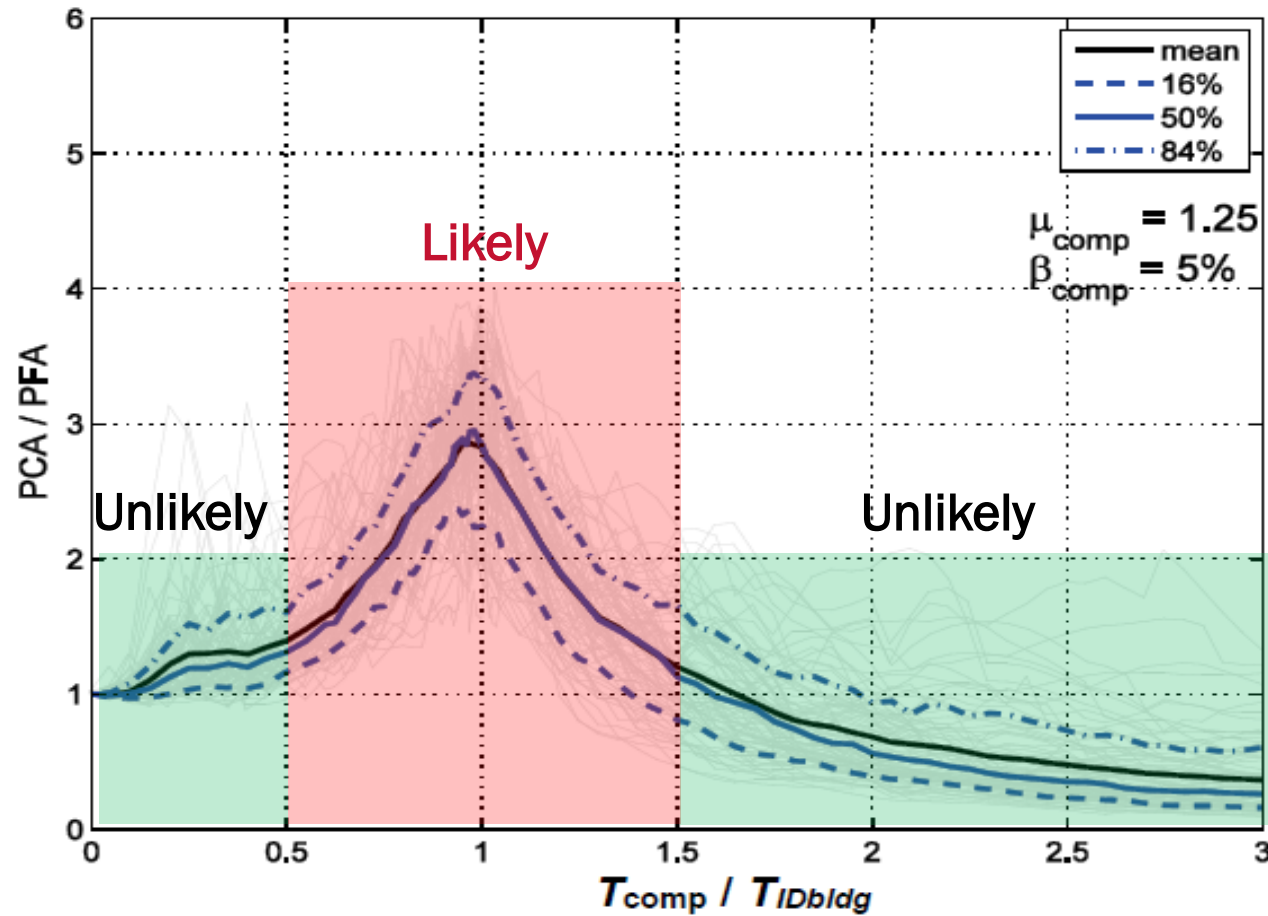 6
5
4
3
2
1
0
PCA / PFA
mean
16%
50%
84%
μcomp = 1.25
βcomp = 5%
Likely
Unlikely
Unlikely
0 0.5 1 1.5 2 2.5 3
Tcomp / TIDbldg